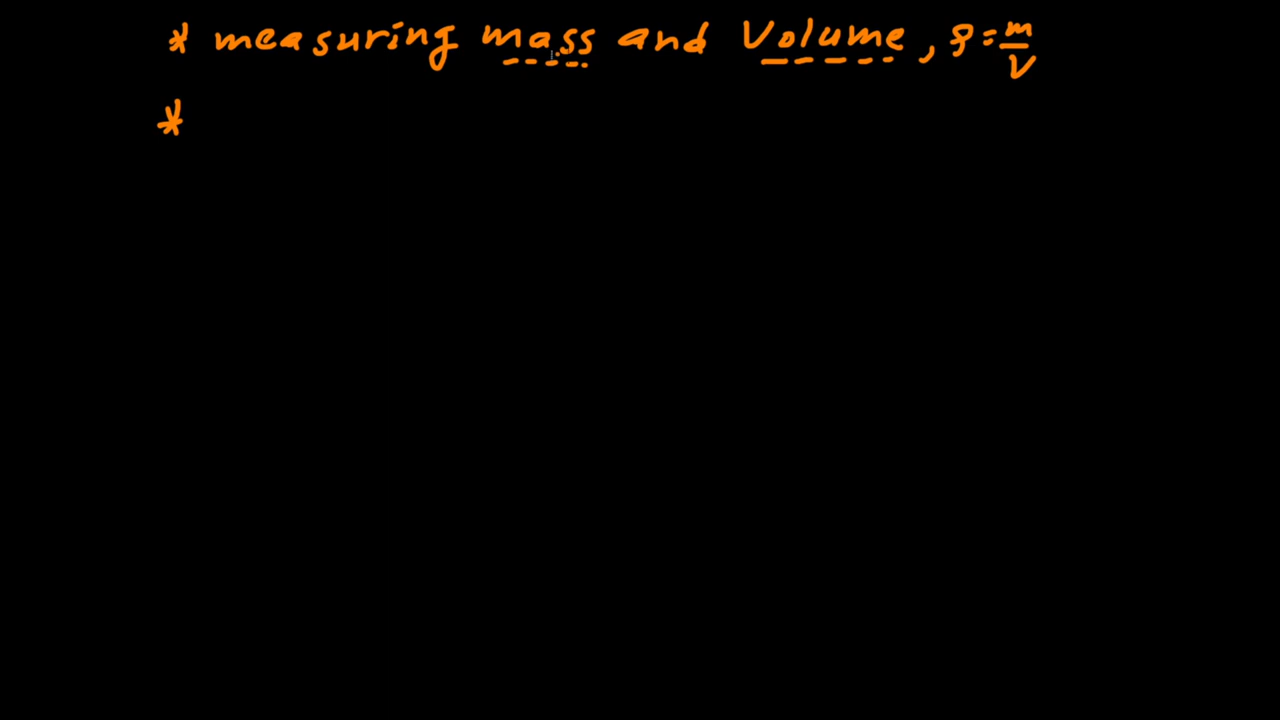 * measuring mass and Volume, ρ = m/V
*